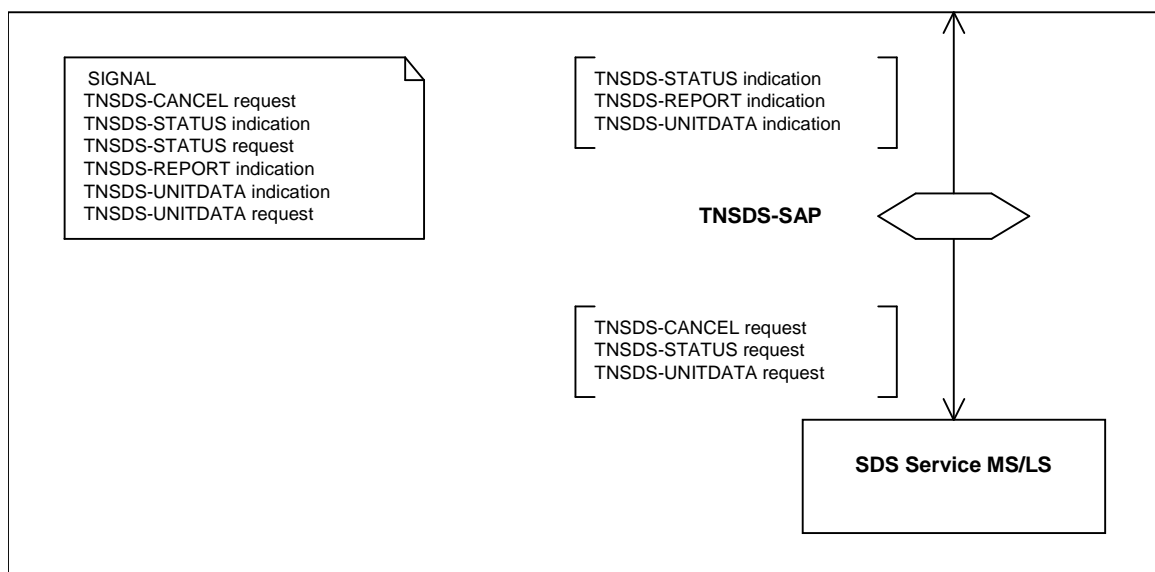 SIGNAL
TNSDS-CANCEL request
TNSDS-STATUS indication
TNSDS-STATUS request
TNSDS-REPORT indication
TNSDS-UNITDATA indication
TNSDS-UNITDATA request
TNSDS-STATUS indication
TNSDS-REPORT indication
TNSDS-UNITDATA indication
TNSDS-SAP
TNSDS-CANCEL request
TNSDS-STATUS request
TNSDS-UNITDATA request
SDS Service MS/LS